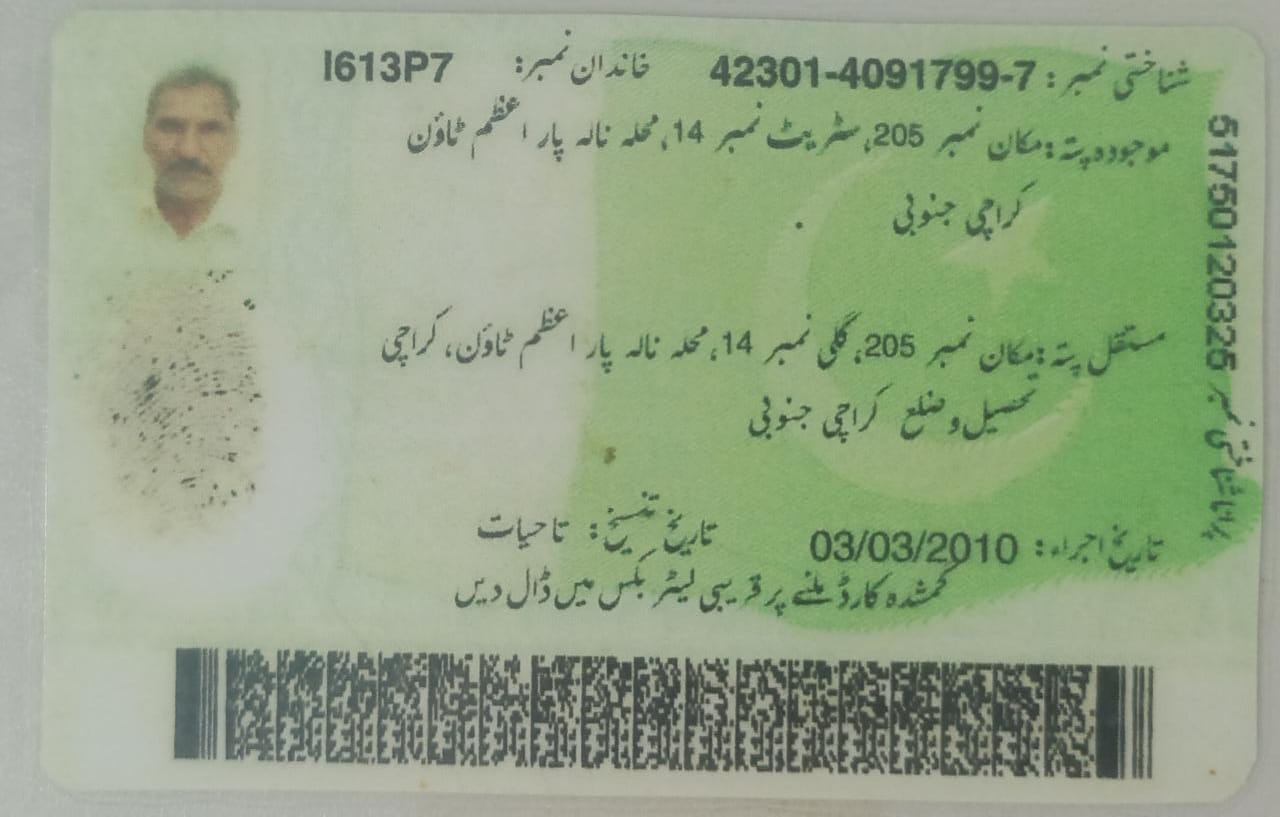 شناختی نمبر: 42301-4091799-7 خاندان نمبر: I613P7
موجودہ پتہ: مکان نمبر 205، سٹریٹ نمبر 14، محلہ نالہ پار اعظم ٹاؤن
کراچی جنوبی
مستقل پتہ: مکان نمبر 205، گلی نمبر 14، محلہ نالہ پار اعظم ٹاؤن، کراچی
تحصیل و ضلع کراچی جنوبی
تاریخ اجراء: 03/03/2010 تاریخ تنسیخ: تاحیات
گمشدہ کارڈ ملنے پر قریبی لیٹر بکس میں ڈال دیں
پرانا شناختی نمبر 51750120325